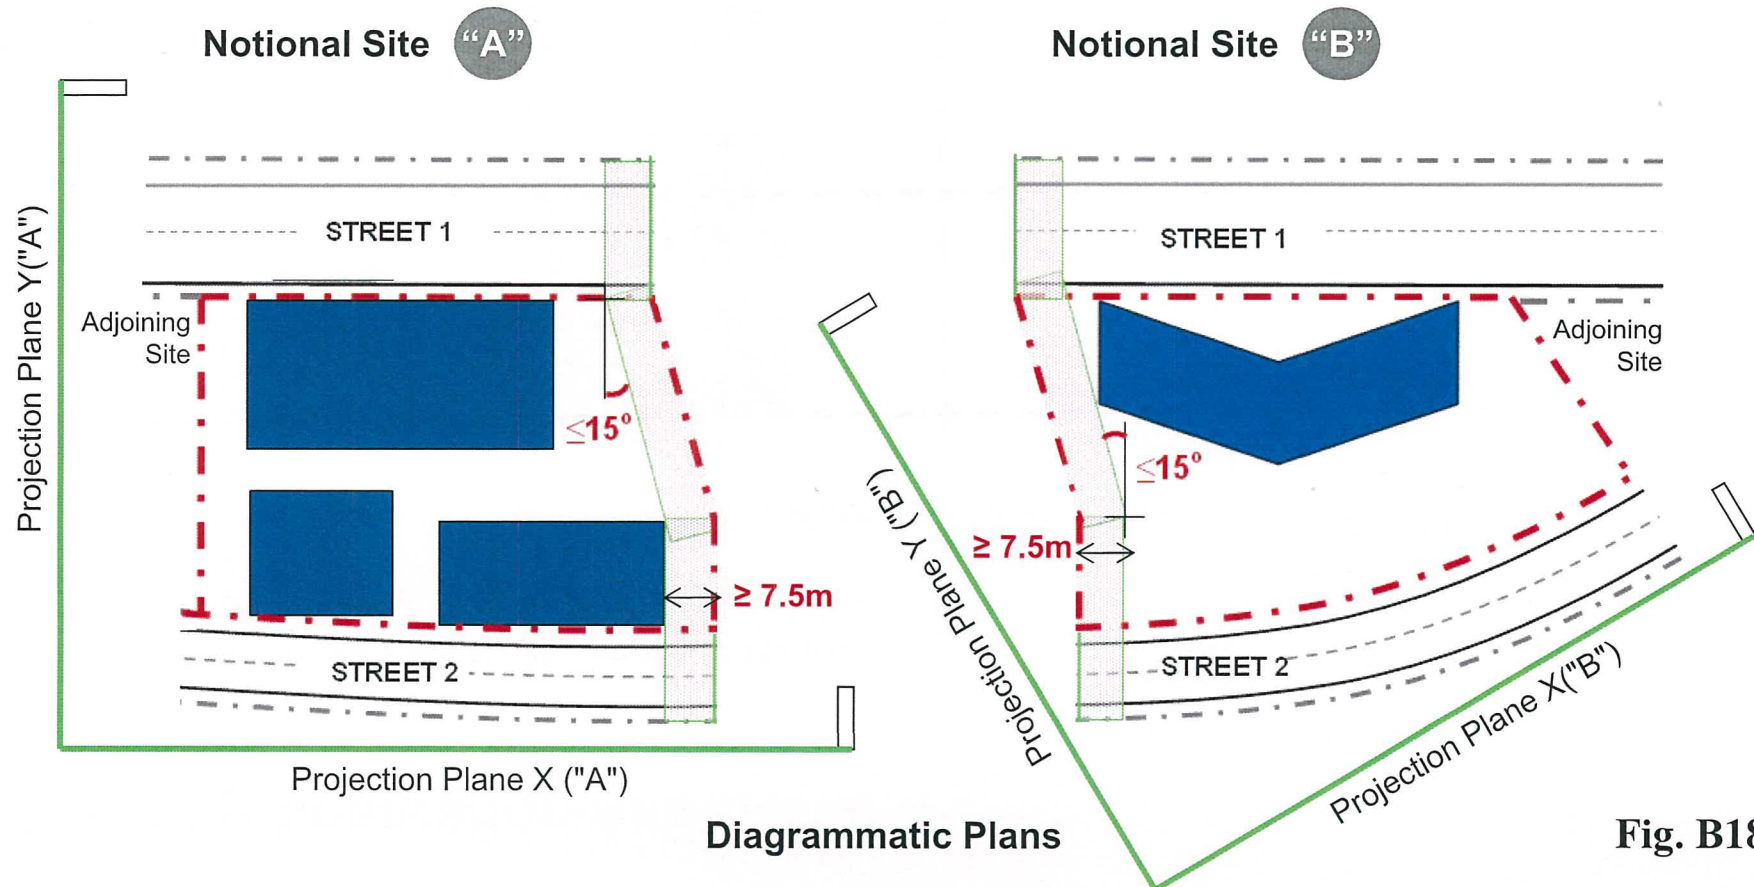 Notional Site "A"
Projection Plane Y("A")
STREET 1
Adjoining
Site
≤15°
≥ 7.5m
STREET 2
Projection Plane X ("A")
Notional Site "B"
STREET 1
Adjoining
Site
≤15°
≥ 7.5m
STREET 2
Projection Plane Y ("B")
Projection Plane X("B")
Diagrammatic Plans
Fig. B18